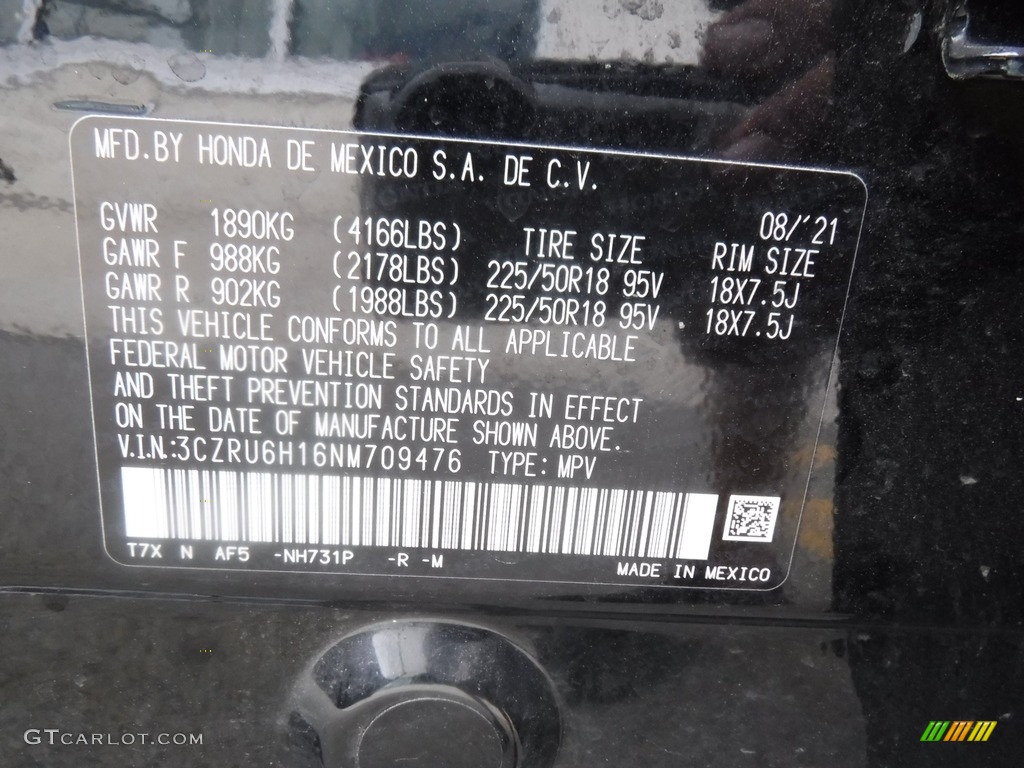 MFD.BY HONDA DE MEXICO S.A. DE C.V.
08/'21
GVWR 1890KG (4166LBS) TIRE SIZE RIM SIZE
GAWR F 988KG (2178LBS) 225/50R18 95V 18X7.5J
GAWR R 902KG (1988LBS) 225/50R18 95V 18X7.5J
THIS VEHICLE CONFORMS TO ALL APPLICABLE
FEDERAL MOTOR VEHICLE SAFETY
AND THEFT PREVENTION STANDARDS IN EFFECT
ON THE DATE OF MANUFACTURE SHOWN ABOVE.
V.I.N.:3CZRU6H16NM709476 TYPE: MPV
T7X N AF5 -NH731P -R -M
MADE IN MEXICO
GTCARLOT.COM